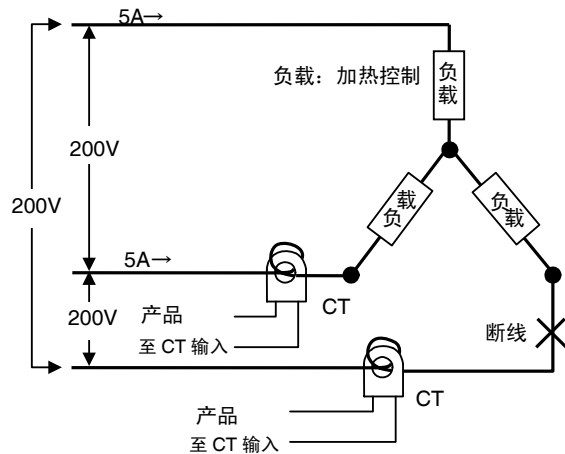 5A→
负载：加热控制
负载
200V
200V
负载
负载
5A→
200V
产品
CT
至 CT 输入
断线
产品
CT
至 CT 输入